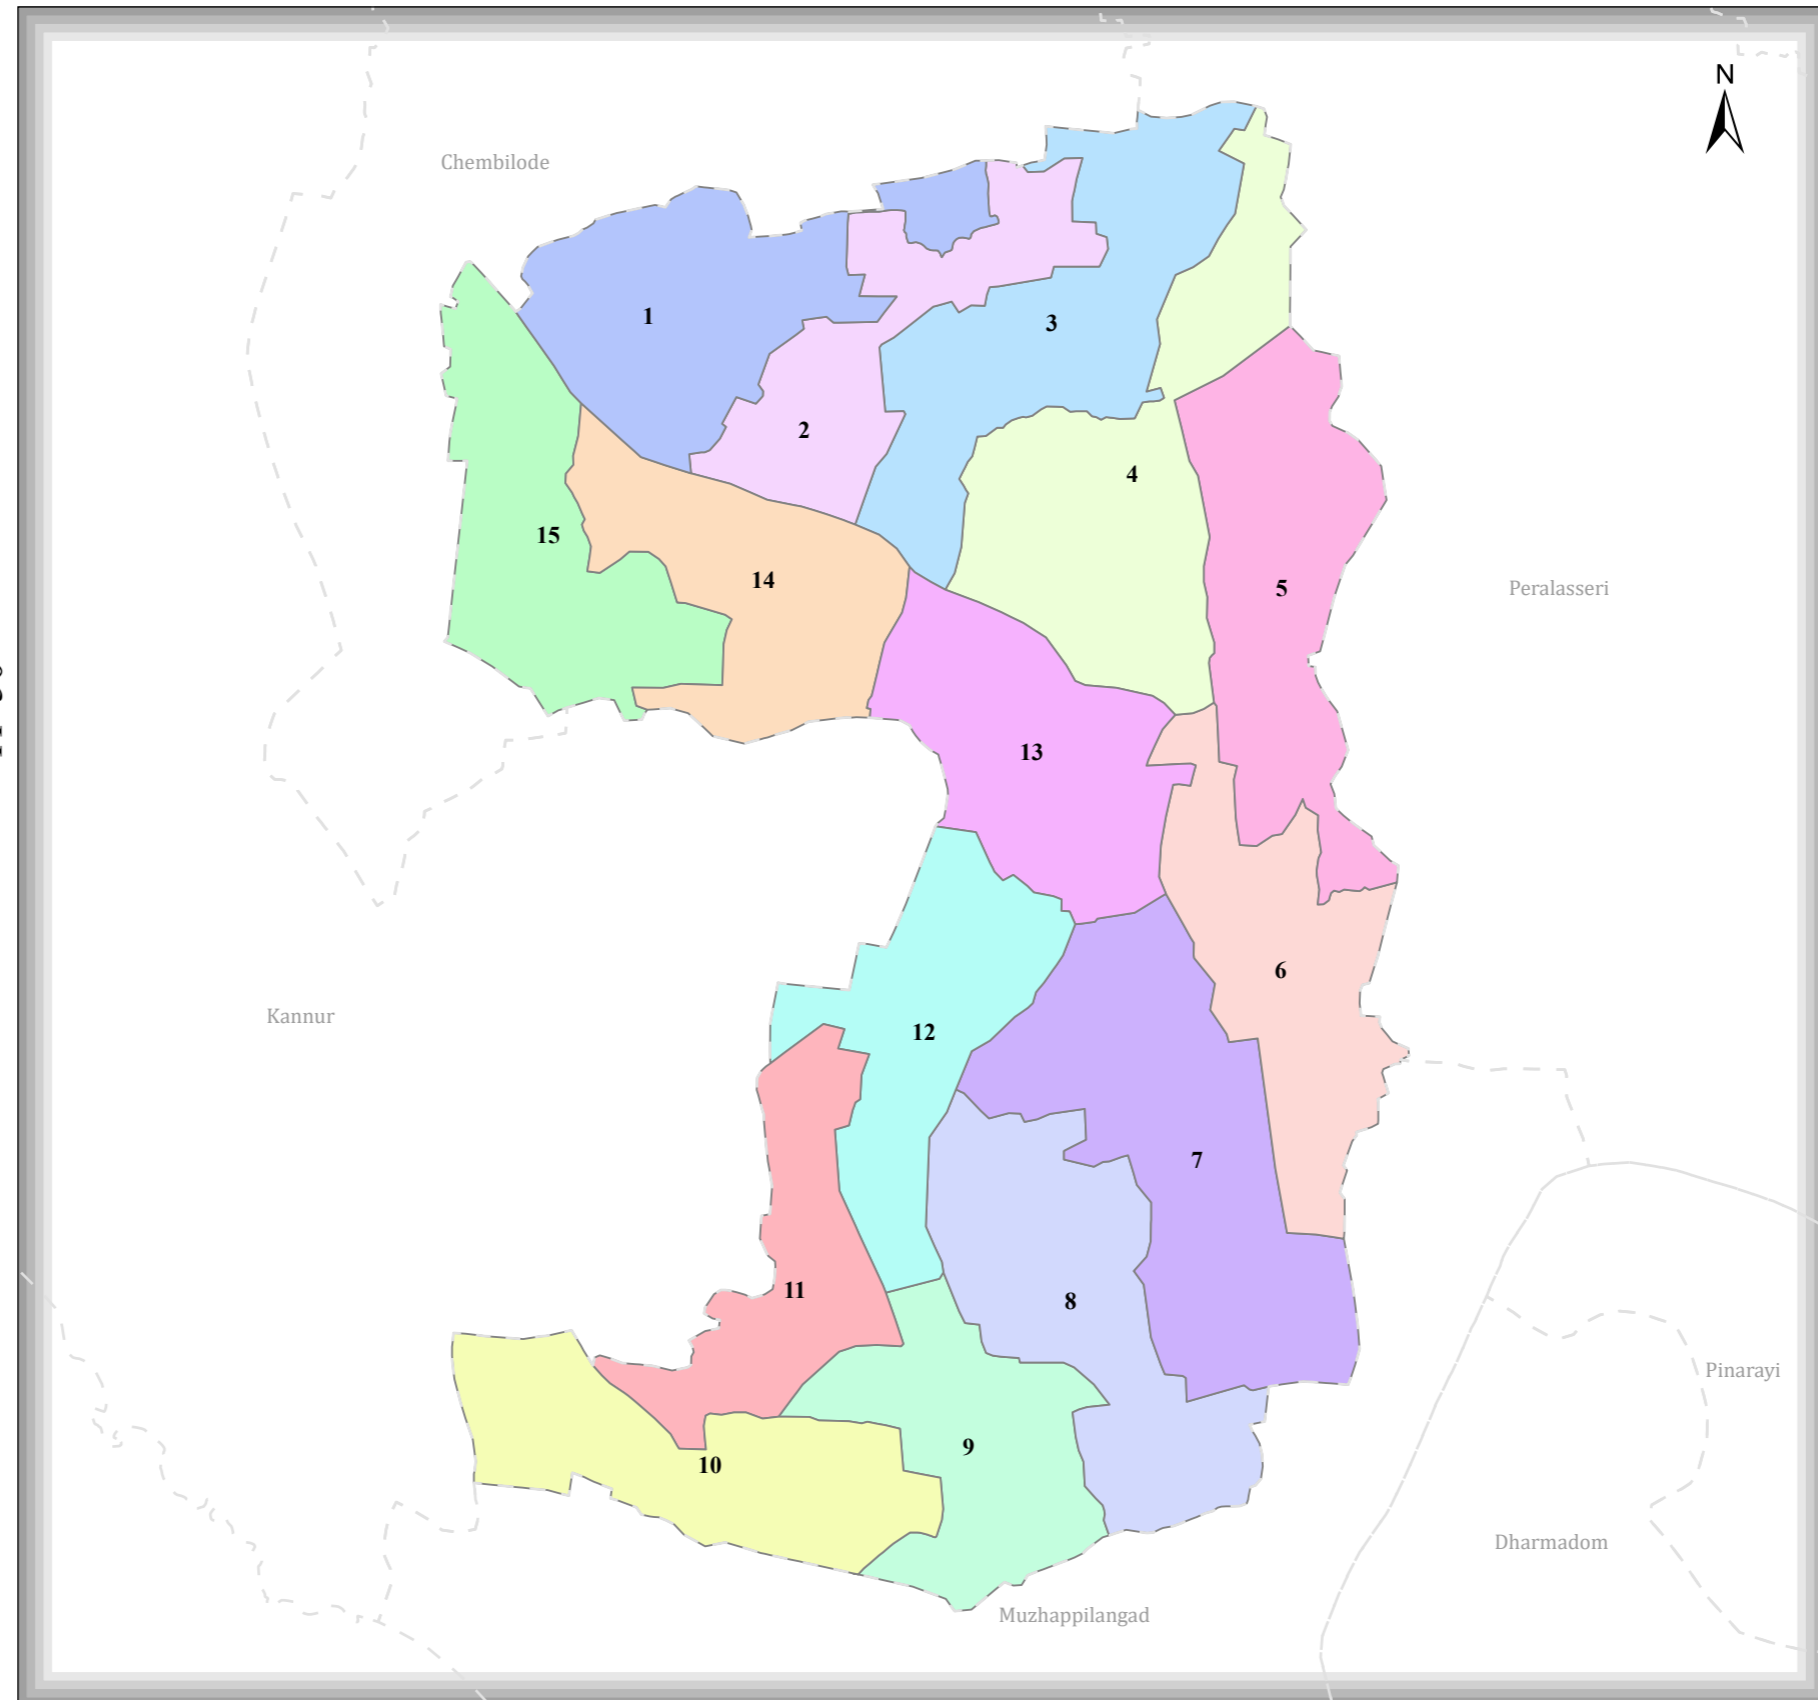 N
Chembilode
1
3
2
4
15
14
5
Peralasseri
13
6
Kannur
12
7
11
8
Pinarayi
9
10
Dharmadom
Muzhappilangad